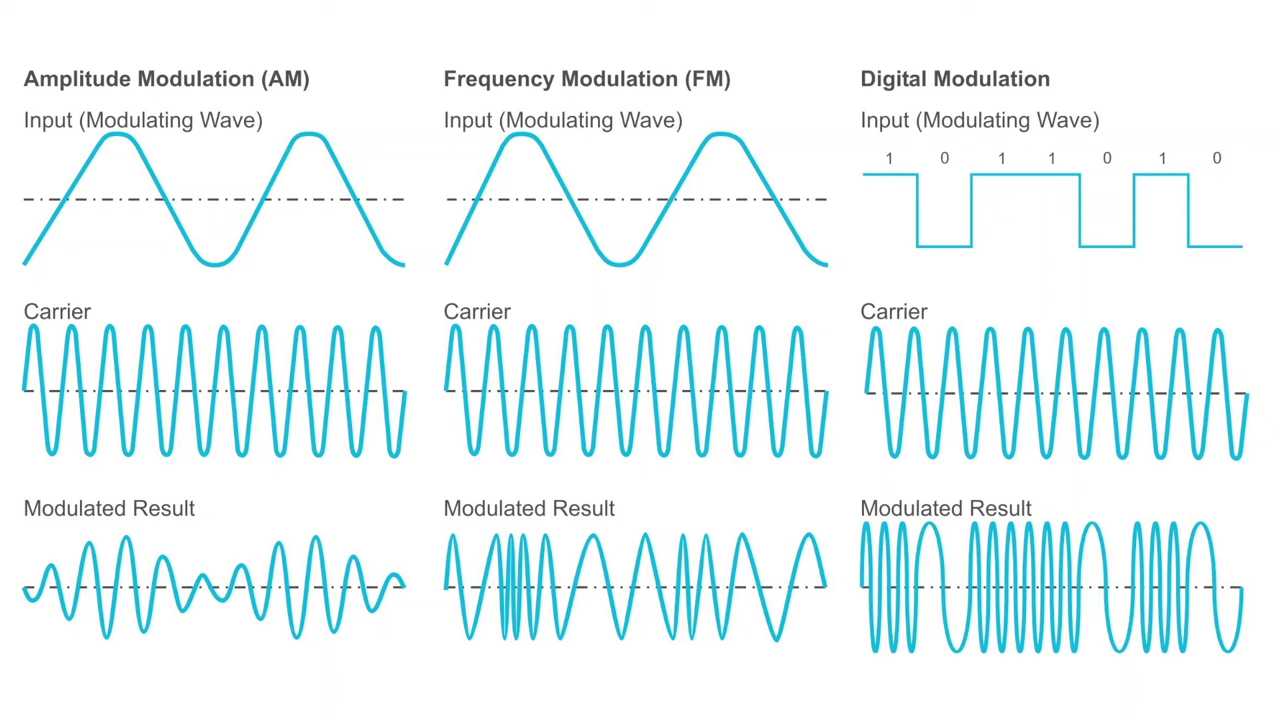 Amplitude Modulation (AM)
Input (Modulating Wave)
Carrier
Modulated Result
Frequency Modulation (FM)
Input (Modulating Wave)
Carrier
Modulated Result
Digital Modulation
Input (Modulating Wave)
1 0 1 1 0 1 0
Carrier
Modulated Result